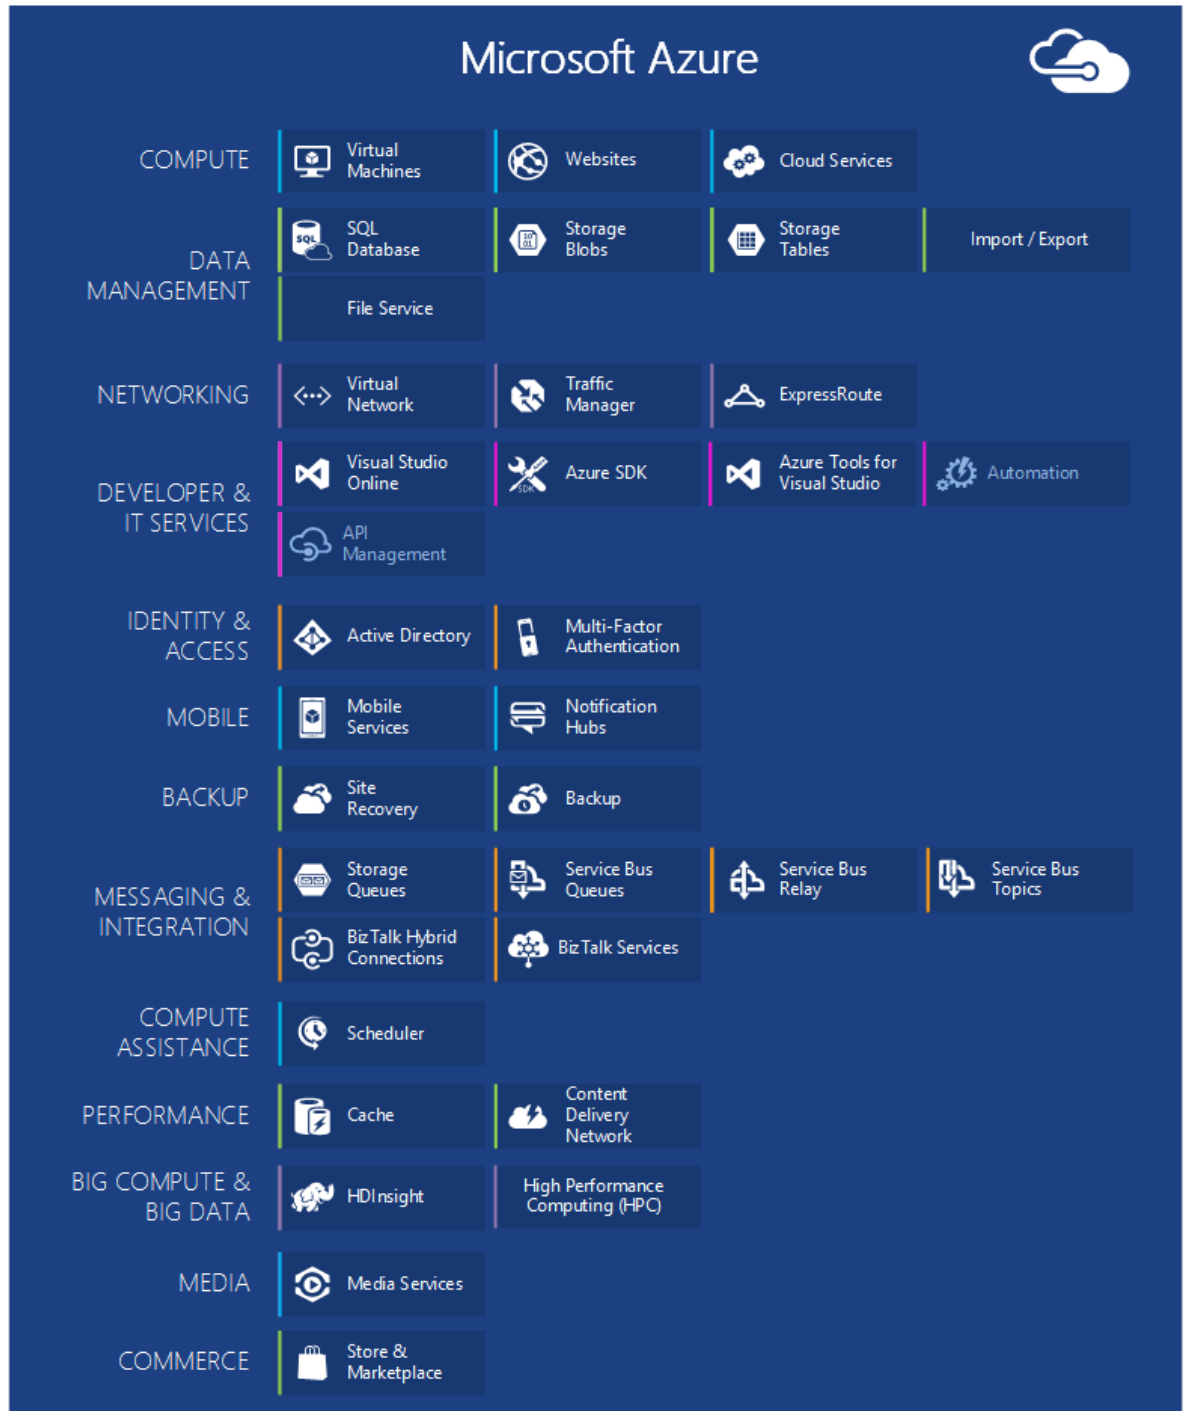 Microsoft Azure
COMPUTE
Virtual
Machines
Websites
Cloud Services
DATA
MANAGEMENT
SQL
SQL
Database
10
01
Storage
Blobs
Storage
Tables
Import / Export
File Service
NETWORKING
Virtual
Network
Traffic
Manager
ExpressRoute
DEVELOPER &
IT SERVICES
Visual Studio
Online
SDK
Azure SDK
Azure Tools for
Visual Studio
Automation
API
Management
IDENTITY &
ACCESS
Active Directory
Multi-Factor
Authentication
MOBILE
Mobile
Services
Notification
Hubs
BACKUP
Site
Recovery
Backup
MESSAGING &
INTEGRATION
Storage
Queues
Service Bus
Queues
Service Bus
Relay
Service Bus
Topics
BizTalk Hybrid
Connections
BizTalk Services
COMPUTE
ASSISTANCE
Scheduler
PERFORMANCE
Cache
Content
Delivery
Network
BIG COMPUTE &
BIG DATA
HDInsight
High Performance
Computing (HPC)
MEDIA
Media Services
COMMERCE
Store &
Marketplace